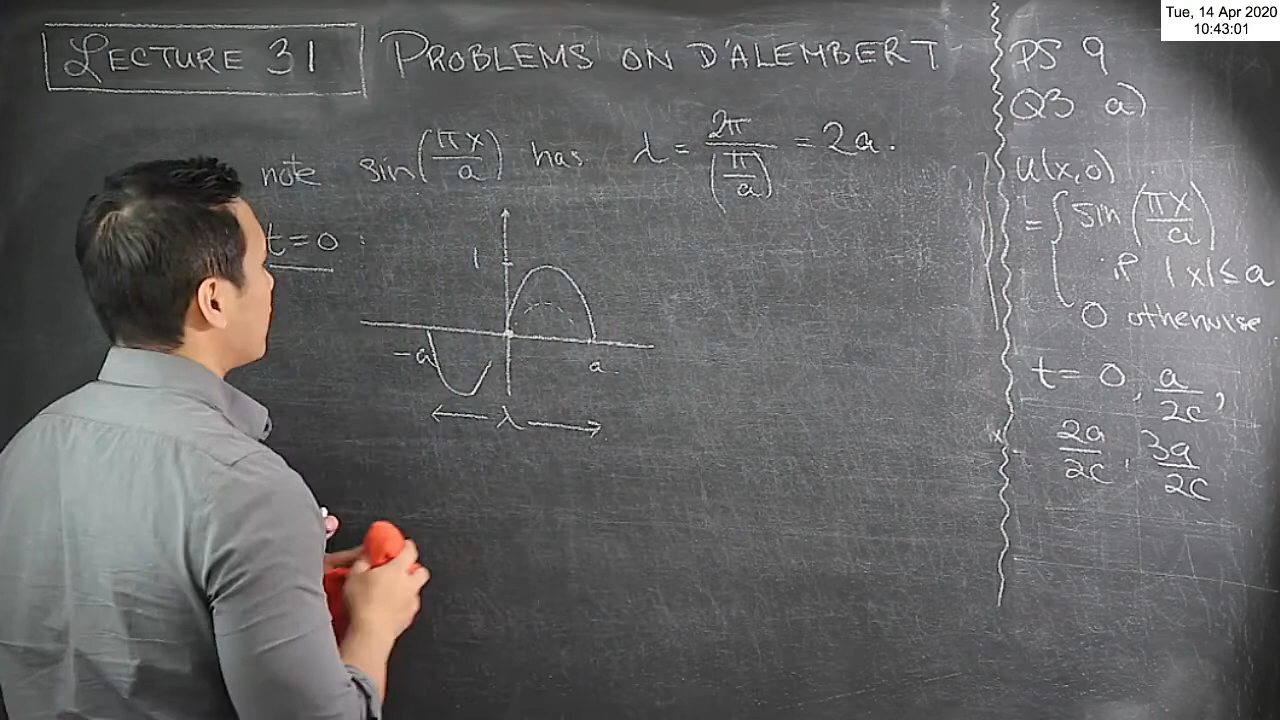 Tue, 14 Apr 2020
10:43:01
LECTURE 31 PROBLEMS ON D'ALEMBERT
note sin(πx/a) has λ = 2π/(π/a) = 2a.
t=0 :
1
-a
a
λ
PS 9
Q3 a)
u(x,0)
= { sin(πx/a)
if |x| ≤ a
0 otherwise
t = 0, a/2c,
2a/2c, 3a/2c